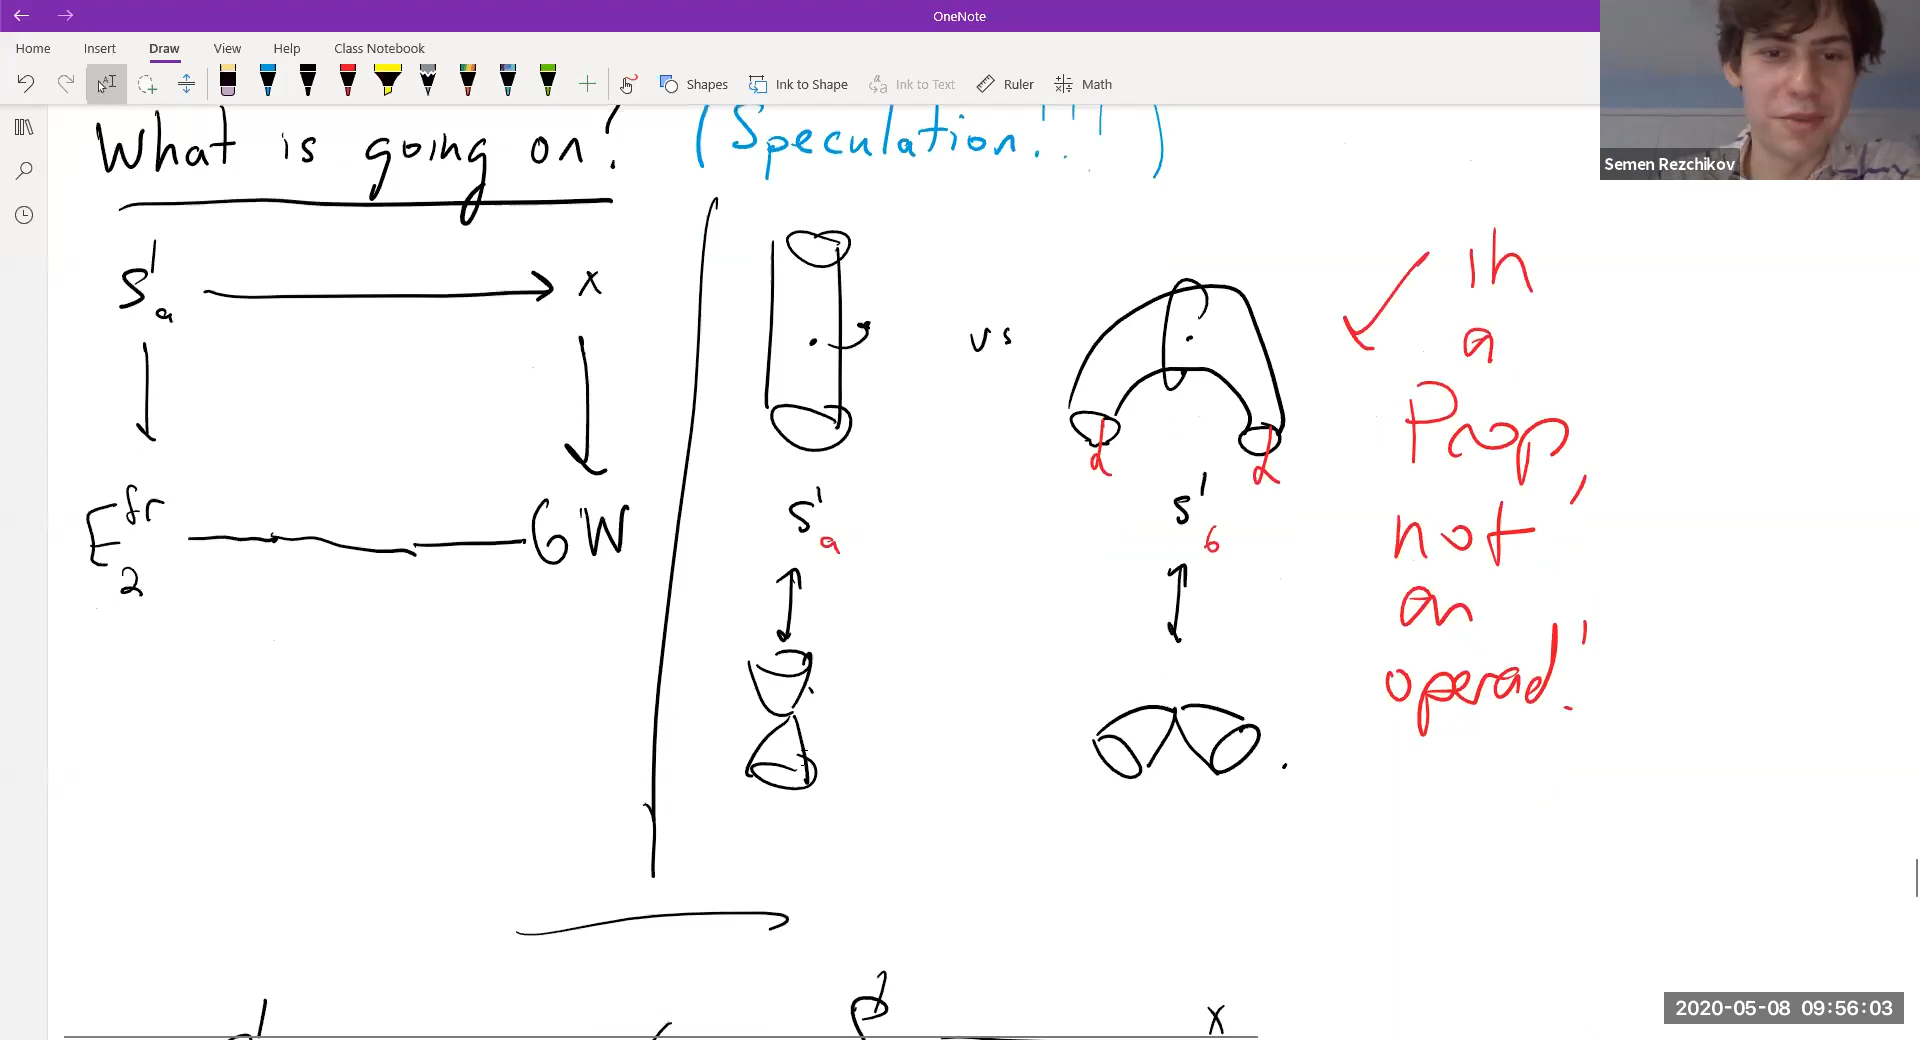 OneNote
Home Insert Draw View Help Class Notebook
Shapes Ink to Shape Ink to Text Ruler Math
Semen Rezchikov
What is going on? (Speculation!!!)
S¹ₐ → x
E₂ᶠʳ GW
vs
d d
S¹ₐ S¹₆
in
a
Prop,
not
an
operad!
x
2020-05-08 09:56:03